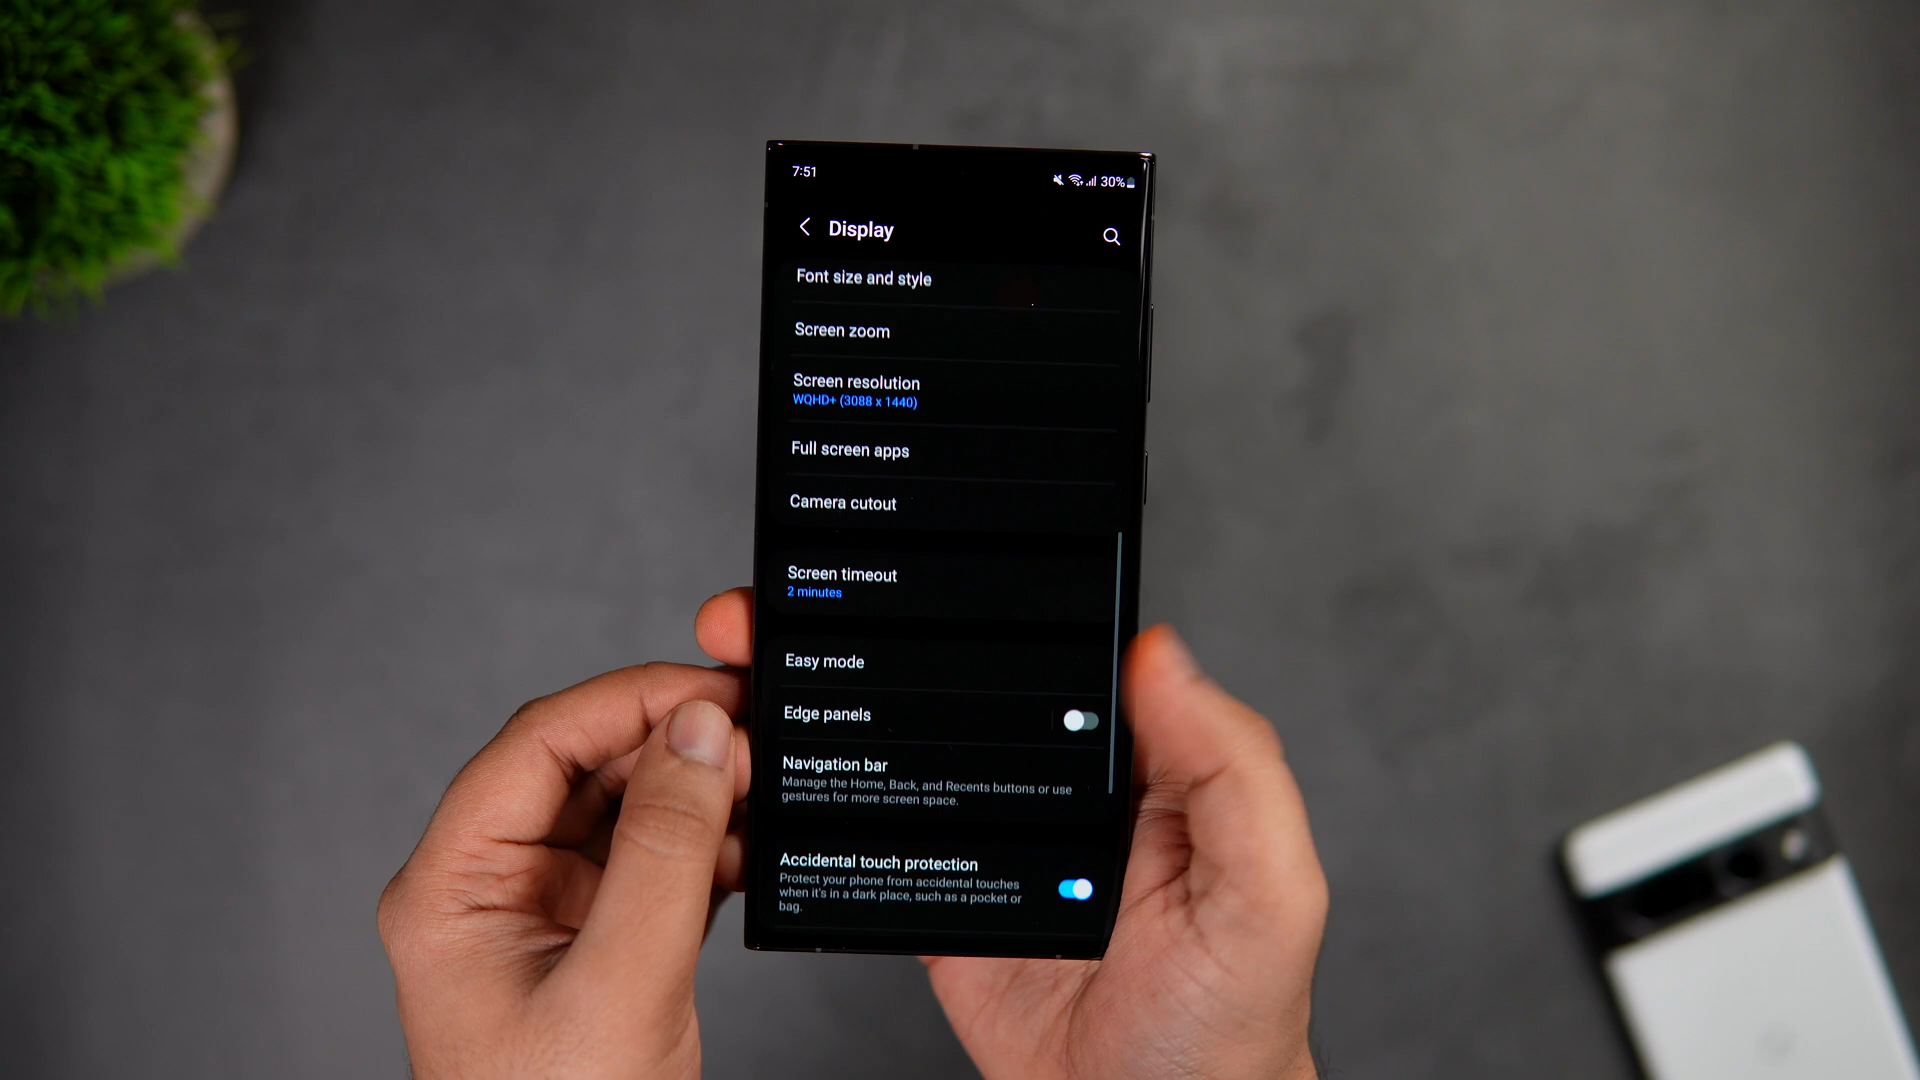 7:51
30%
Display
Font size and style
Screen zoom
Screen resolution
WQHD+ (3088 x 1440)
Full screen apps
Camera cutout
Screen timeout
2 minutes
Easy mode
Edge panels
Navigation bar
Manage the Home, Back, and Recents buttons or use
gestures for more screen space.
Accidental touch protection
Protect your phone from accidental touches
when it's in a dark place, such as a pocket or
bag.